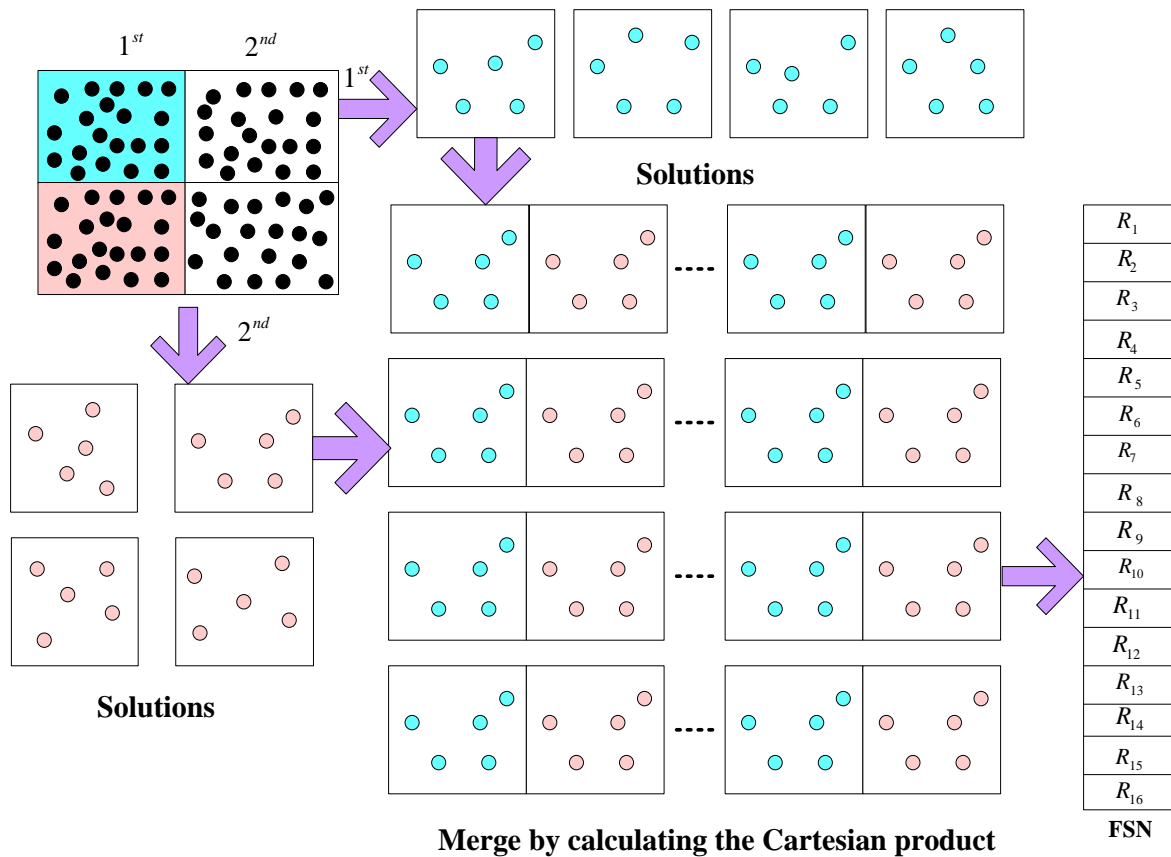 1st
2nd
1st
Solutions
2nd
Solutions
R1
R2
R3
R4
R5
R6
R7
R8
R9
R10
R11
R12
R13
R14
R15
R16
FSN
Merge by calculating the Cartesian product